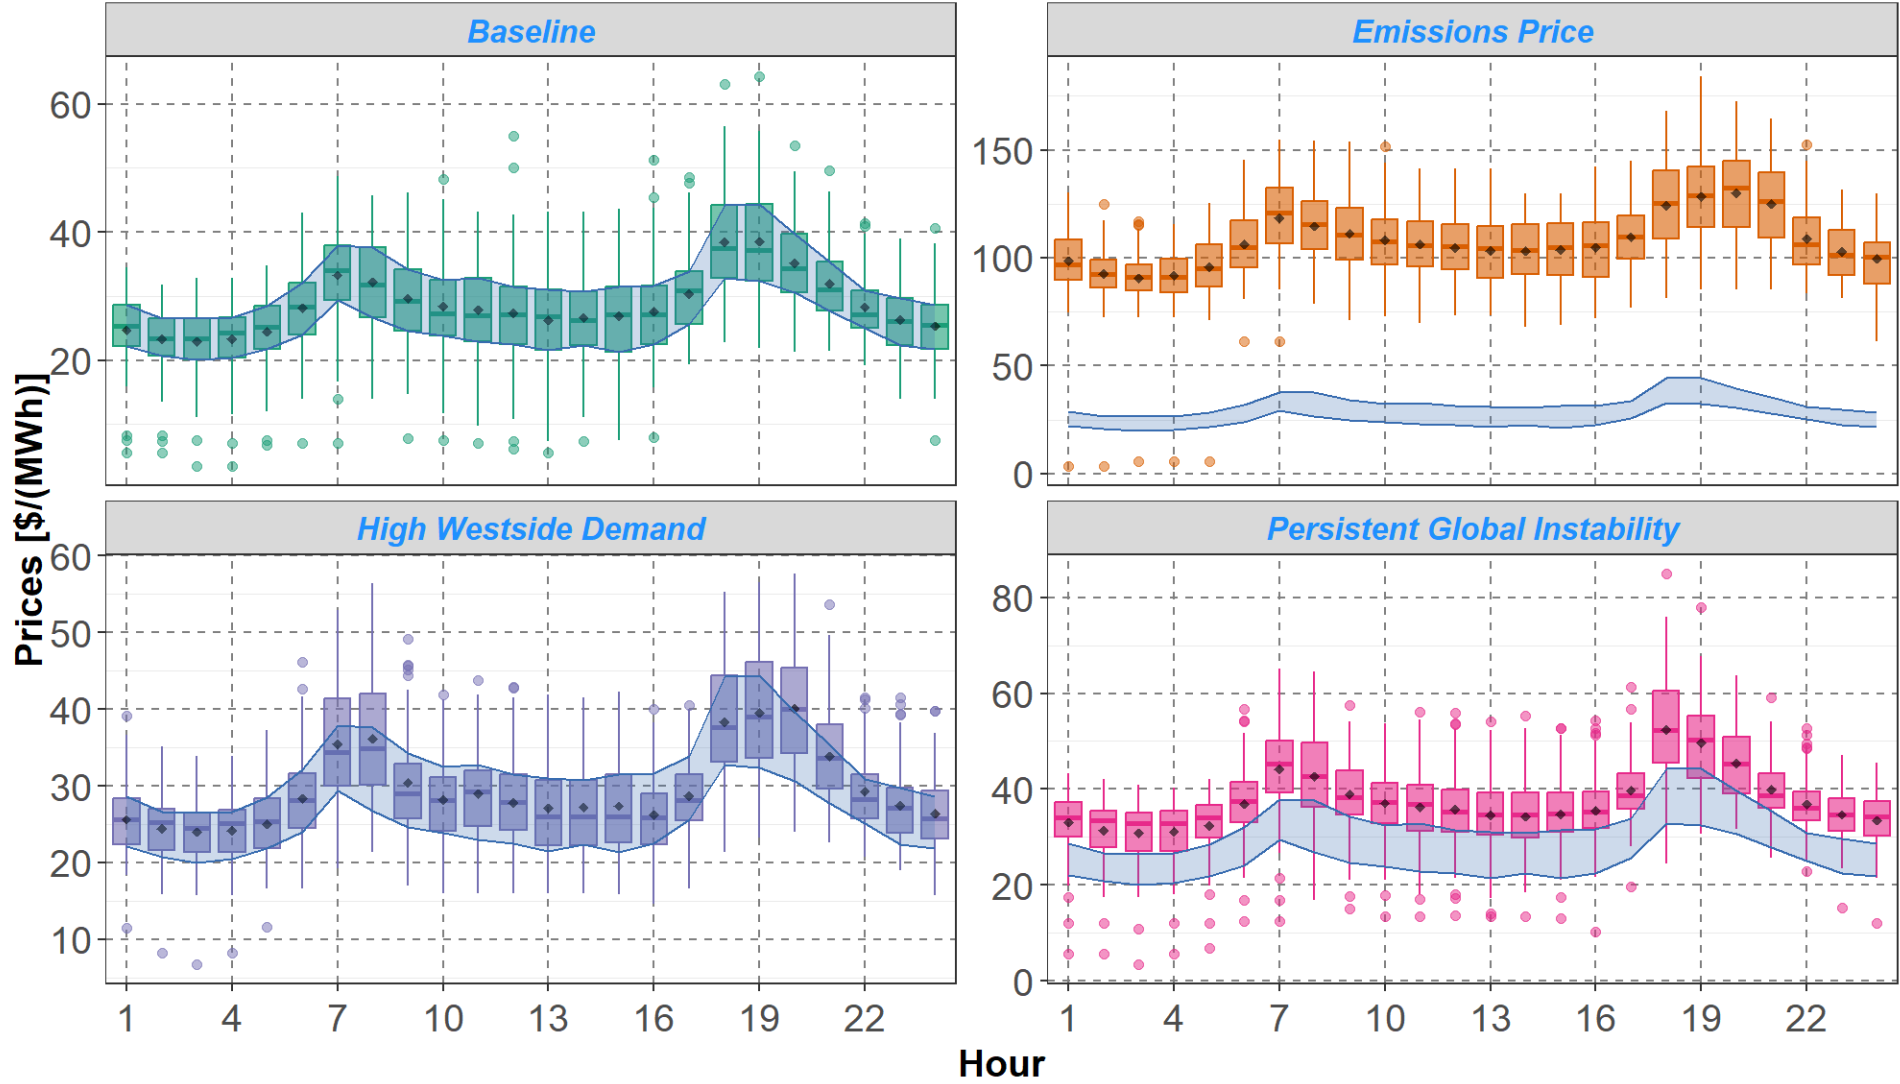 Baseline
Emissions Price
60
40
20
150
100
50
0
High Westside Demand
Persistent Global Instability
60
50
40
30
20
10
80
60
40
20
0
1 4 7 10 13 16 19 22
1 4 7 10 13 16 19 22
Prices [$/(MWh)]
Hour